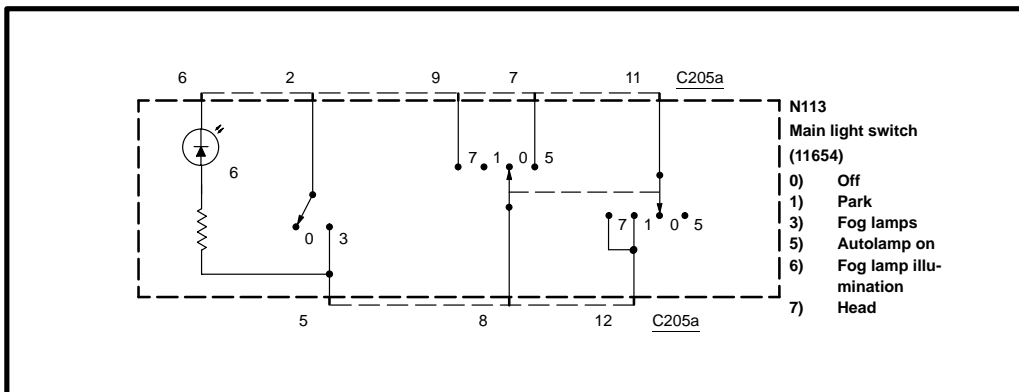 6 2 9 7 11 C205a
N113
Main light switch
(11654)
0) Off
1) Park
3) Fog lamps
5) Autolamp on
6) Fog lamp illu-
mination
7) Head
7 1 0 5
6
0 3
7 1 0 5
5 8 12 C205a